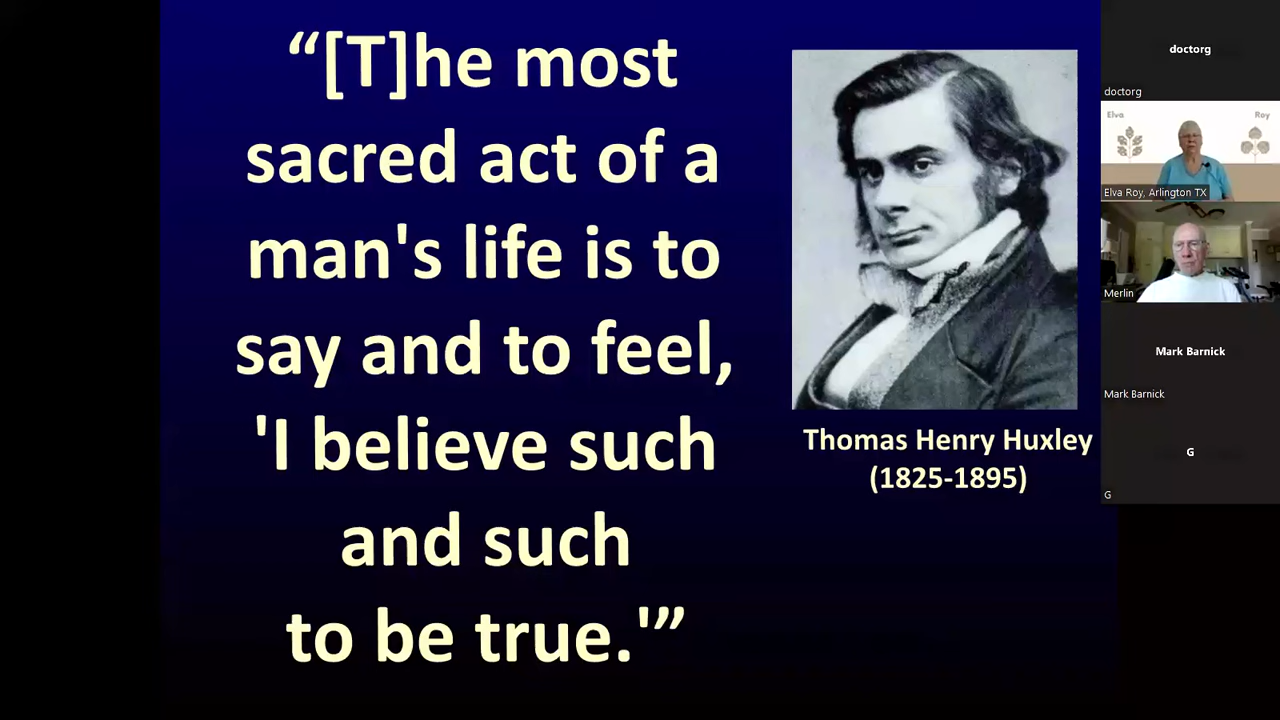 “[T]he most
sacred act of a
man's life is to
say and to feel,
'I believe such
and such
to be true.'”
Thomas Henry Huxley
(1825-1895)
doctorg
doctorg
Elva
Roy
Elva Roy, Arlington TX
Merlin
Mark Barnick
Mark Barnick
G
G